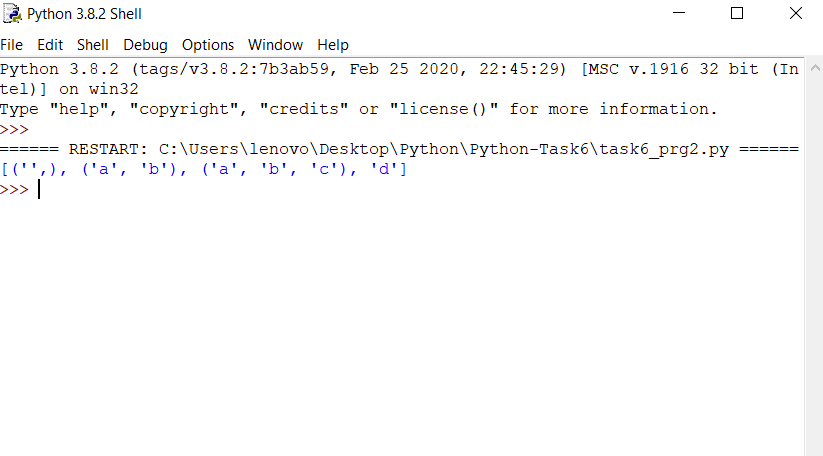 Python 3.8.2 Shell
File Edit Shell Debug Options Window Help
Python 3.8.2 (tags/v3.8.2:7b3ab59, Feb 25 2020, 22:45:29) [MSC v.1916 32 bit (In
tel)] on win32
Type "help", "copyright", "credits" or "license()" for more information.
>>>
====== RESTART: C:\Users\lenovo\Desktop\Python\Python-Task6\task6_prg2.py ======
[('',), ('a', 'b'), ('a', 'b', 'c'), 'd']
>>>